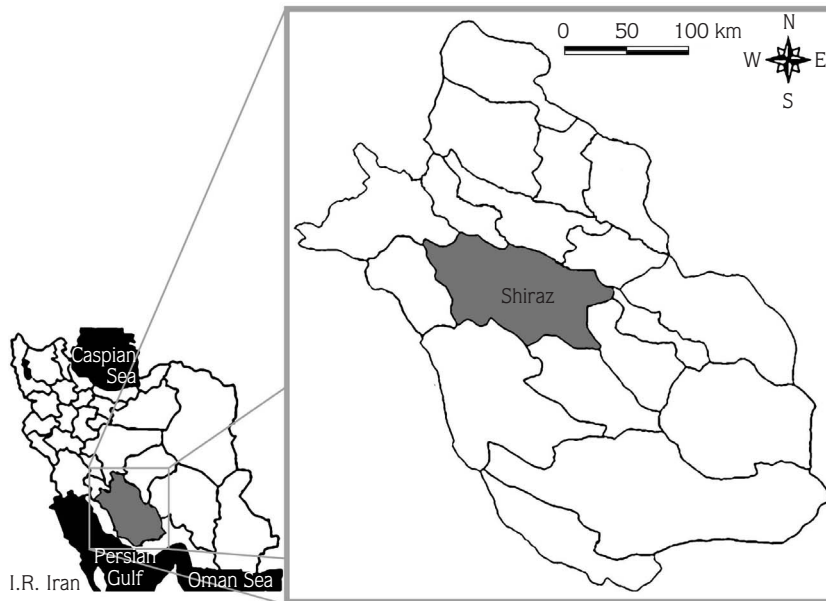 0 50 100 km
N
W E
S
Shiraz
Caspian
Sea
Persian
Gulf
Oman Sea
I.R. Iran